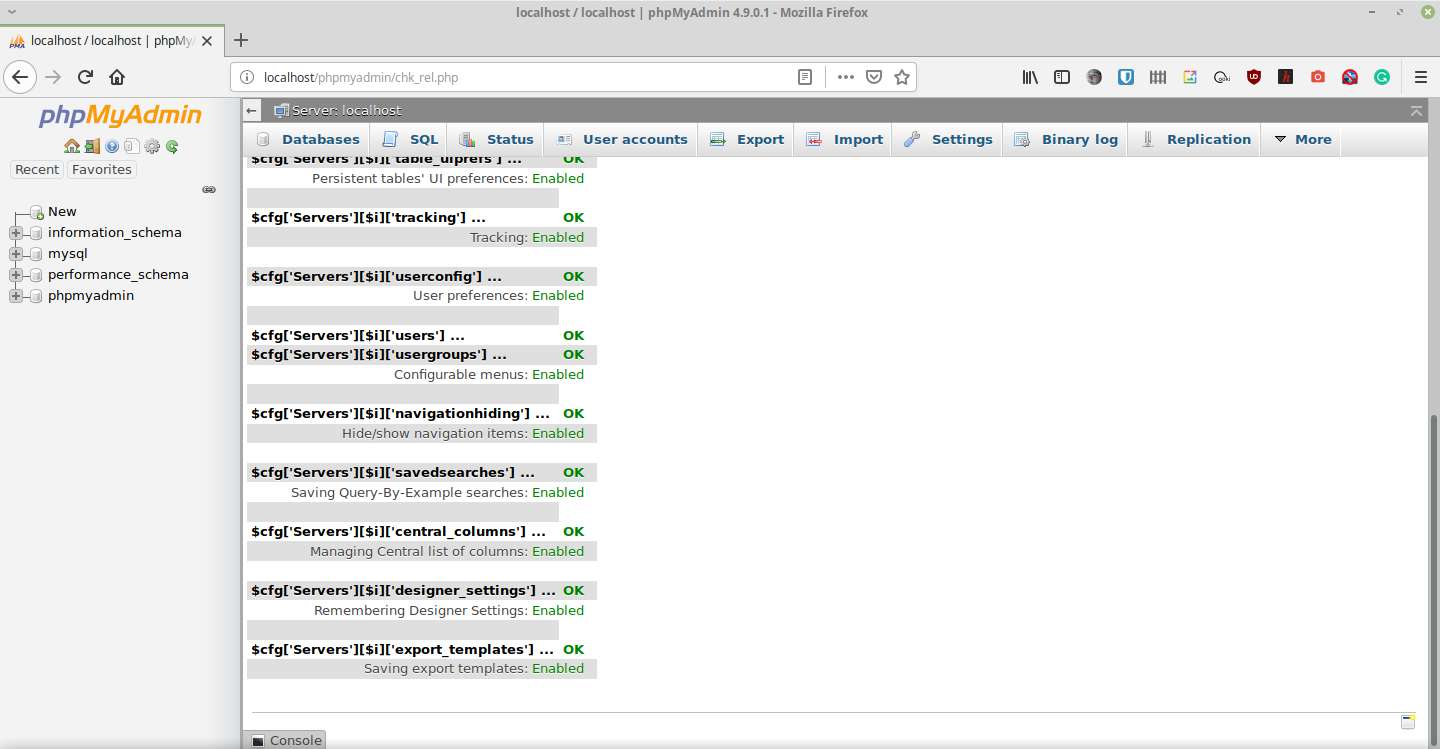 localhost / localhost | phpMyAdmin 4.9.0.1 - Mozilla Firefox
PMA localhost / localhost | phpMy
localhost/phpmyadmin/chk_rel.php
phpMyAdmin
Recent Favorites
New
information_schema
mysql
performance_schema
phpmyadmin
Server: localhost
Databases SQL Status User accounts Export Import Settings Binary log Replication More
$cfg['Servers'][$i]['table_uiprefs'] ... OK
Persistent tables' UI preferences: Enabled
$cfg['Servers'][$i]['tracking'] ... OK
Tracking: Enabled
$cfg['Servers'][$i]['userconfig'] ... OK
User preferences: Enabled
$cfg['Servers'][$i]['users'] ... OK
$cfg['Servers'][$i]['usergroups'] ... OK
Configurable menus: Enabled
$cfg['Servers'][$i]['navigationhiding'] ... OK
Hide/show navigation items: Enabled
$cfg['Servers'][$i]['savedsearches'] ... OK
Saving Query-By-Example searches: Enabled
$cfg['Servers'][$i]['central_columns'] ... OK
Managing Central list of columns: Enabled
$cfg['Servers'][$i]['designer_settings'] ... OK
Remembering Designer Settings: Enabled
$cfg['Servers'][$i]['export_templates'] ... OK
Saving export templates: Enabled
Console